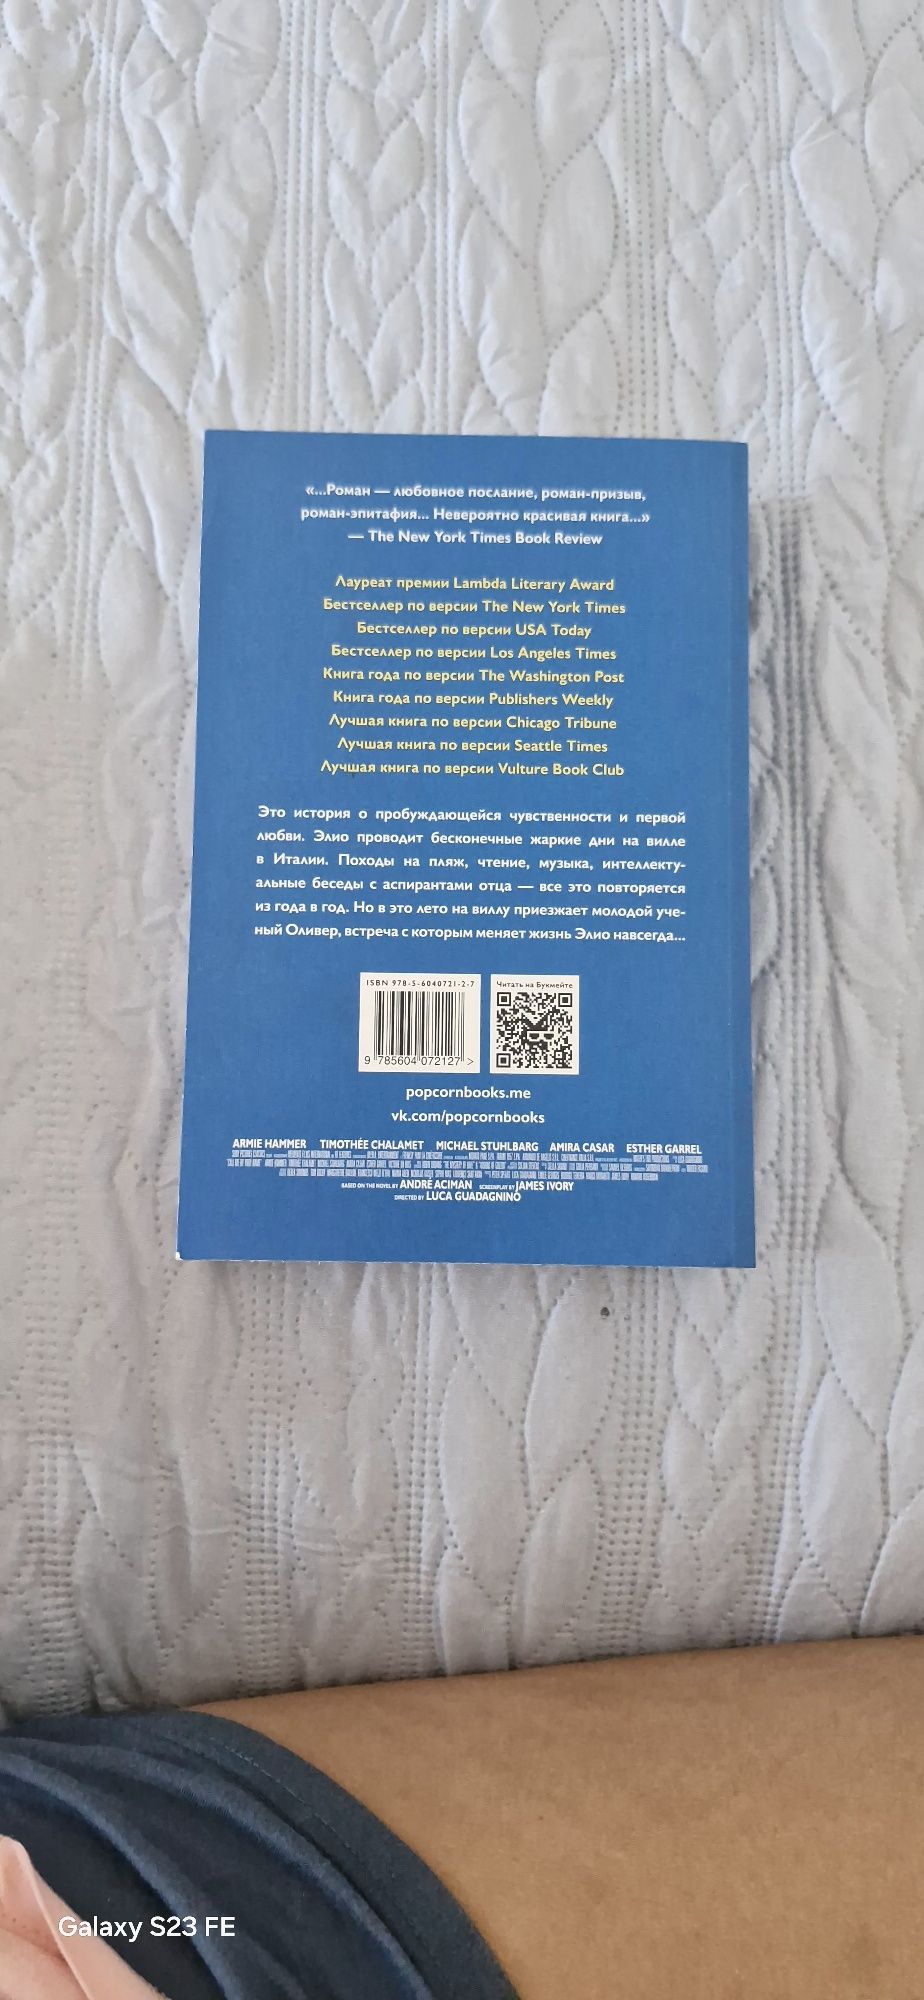 «...Роман — любовное послание, роман-призыв,
роман-эпитафия... Невероятно красивая книга...»
— The New York Times Book Review
Лауреат премии Lambda Literary Award
Бестселлер по версии The New York Times
Бестселлер по версии USA Today
Бестселлер по версии Los Angeles Times
Книга года по версии The Washington Post
Книга года по версии Publishers Weekly
Лучшая книга по версии Chicago Tribune
Лучшая книга по версии Seattle Times
Лучшая книга по версии Vulture Book Club
Это история о пробуждающейся чувственности и первой
любви. Элио проводит бесконечные жаркие дни на вилле
в Италии. Походы на пляж, чтение, музыка, интеллекту-
альные беседы с аспирантами отца — все это повторяется
из года в год. Но в это лето на виллу приезжает молодой уче-
ный Оливер, встреча с которым меняет жизнь Элио навсегда...
ISBN 978-5-6040721-2-7
Читать на Букмейте
9 785604 072127 >
popcornbooks.me
vk.com/popcornbooks
ARMIE HAMMER TIMOTHÉE CHALAMET MICHAEL STUHLBARG AMIRA CASAR ESTHER GARREL
BASED ON THE NOVEL BY ANDRÉ ACIMAN SCREENPLAY BY JAMES IVORY
DIRECTED BY LUCA GUADAGNINO
Galaxy S23 FE